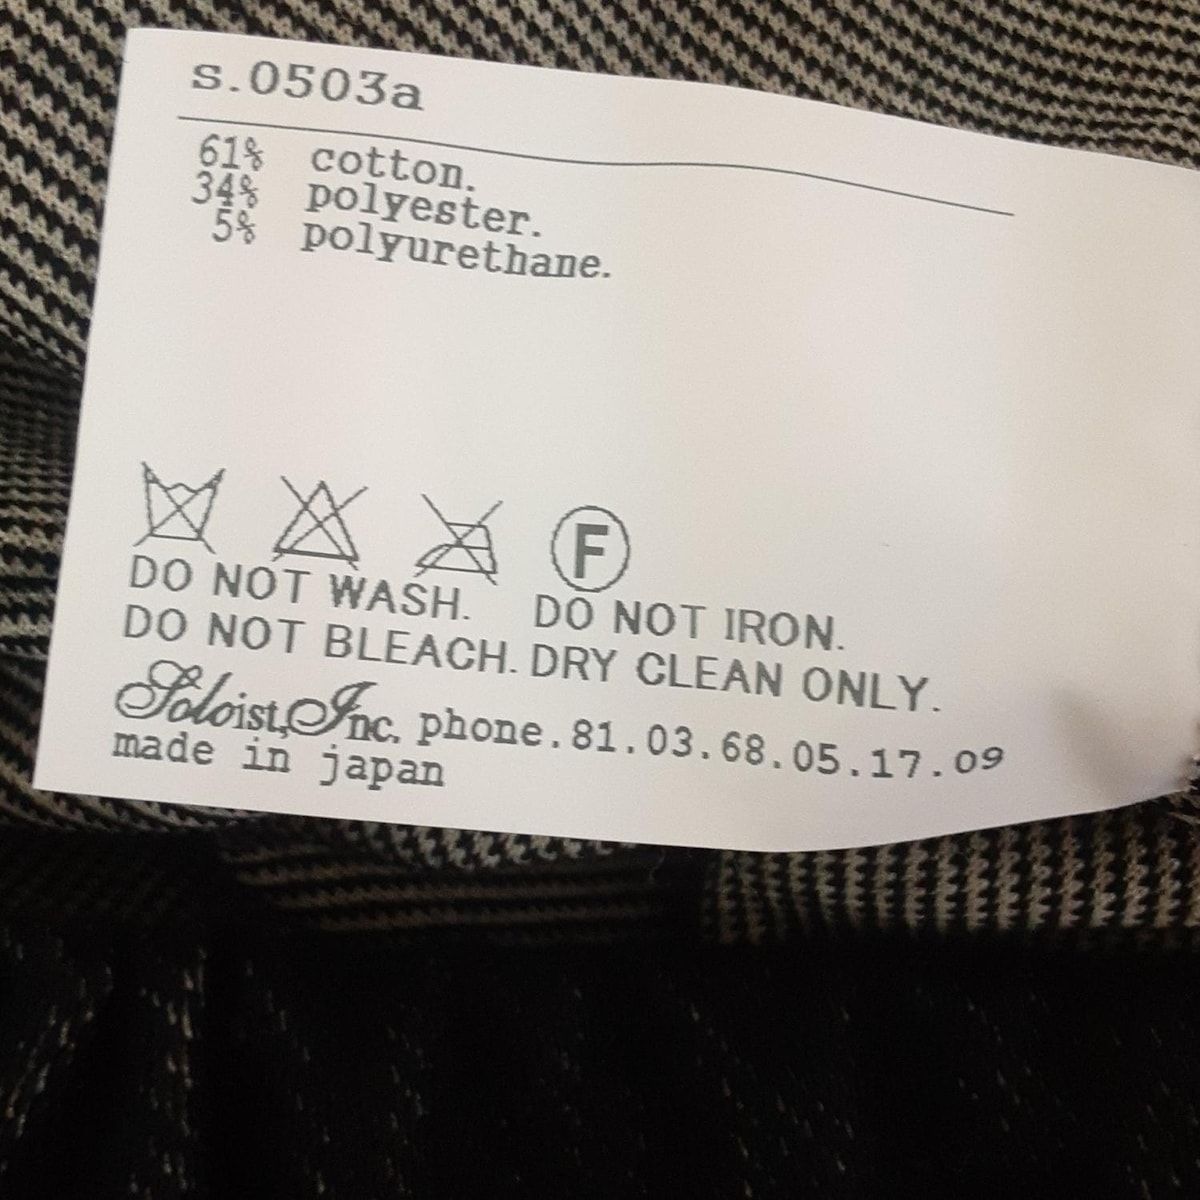 s.0503a
61% cotton.
34% polyester.
5% polyurethane.
F
DO NOT WASH. DO NOT IRON.
DO NOT BLEACH. DRY CLEAN ONLY.
Soloist, Inc. phone.81.03.68.05.17.09
made in japan